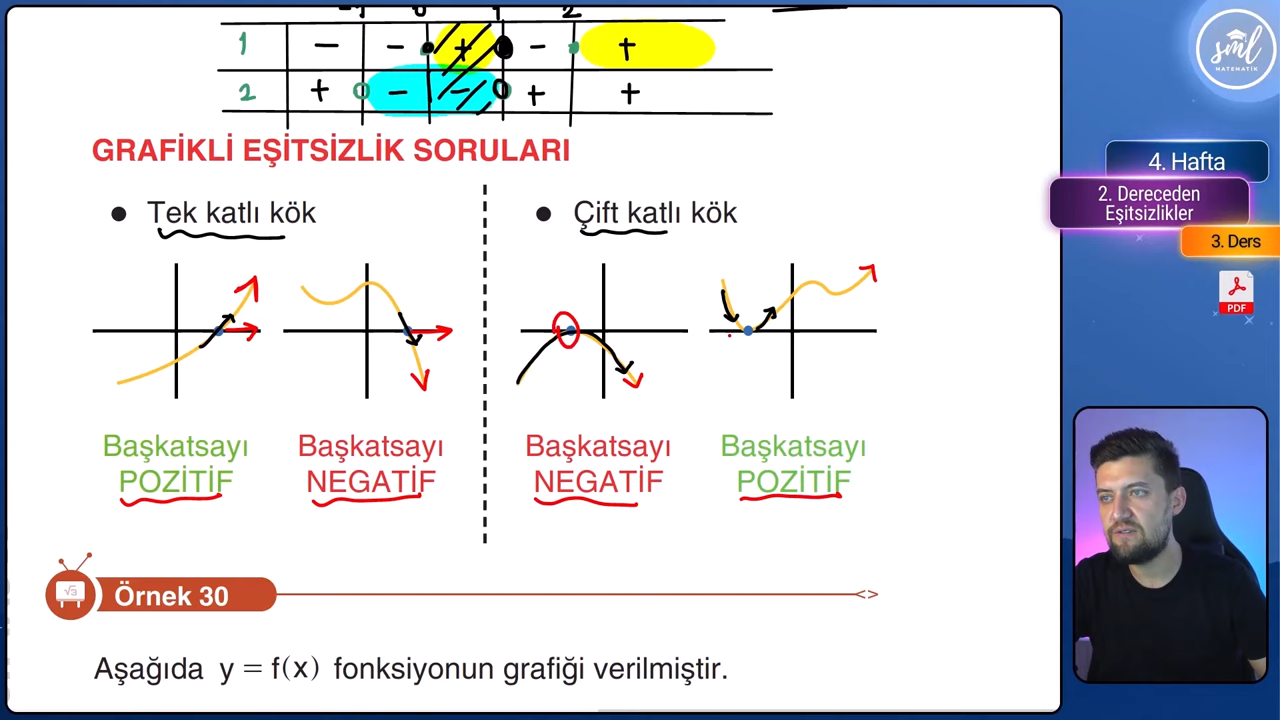 1 - - + - +
2 + - - + +
GRAFİKLİ EŞİTSİZLİK SORULARI
● Tek katlı kök
● Çift katlı kök
Başkatsayı
POZİTİF
Başkatsayı
NEGATİF
Başkatsayı
NEGATİF
Başkatsayı
POZİTİF
√3
Örnek 30
<>
Aşağıda y = f(x) fonksiyonun grafiği verilmiştir.
sml
MATEMATİK
4. Hafta
2. Dereceden
Eşitsizlikler
3. Ders
PDF